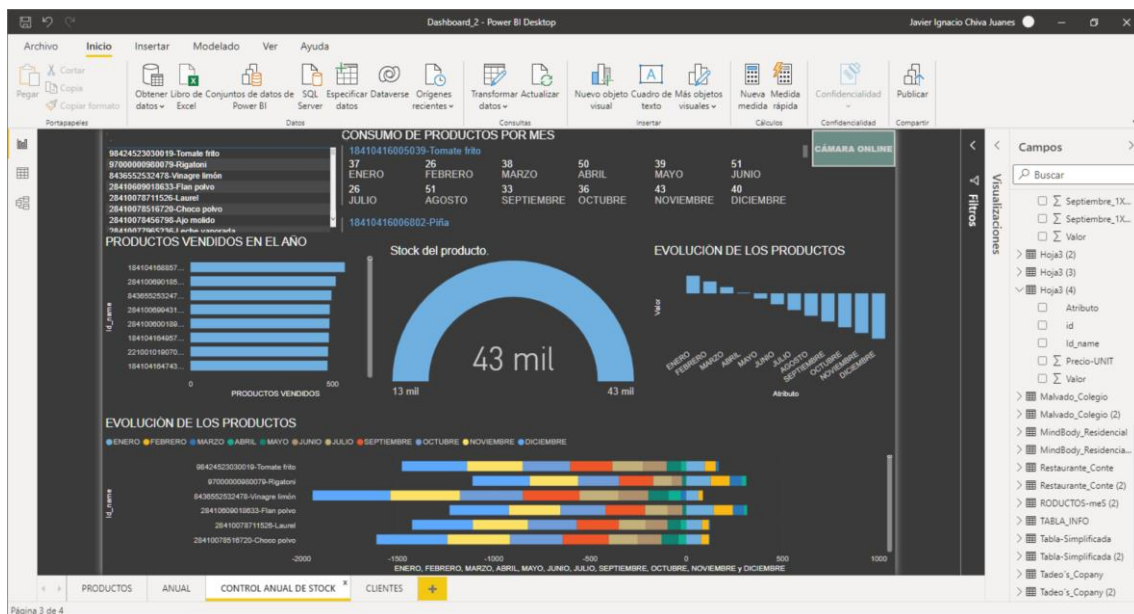 Dashboard_2 - Power BI Desktop
Javier Ignacio Chiva Juanes
Archivo Inicio Insertar Modelado Ver Ayuda
Pegar
Cortar
Copia
Copiar formato
Portapapeles
Obtener datos
Libro de Excel
Conjuntos de datos de Power BI
SQL Server
Especificar datos
Dataverse
Orígenes recientes
Datos
Transformar datos
Actualizar
Consultas
Nuevo objeto visual
Cuadro de texto
Más objetos visuales
Insertar
Nueva medida
Medida rápida
Cálculos
Confidencialidad
Confidencialidad
Publicar
Compartir
98424523030019-Tomate frito
97000000980079-Rigatoni
8436552532478-Vinagre limón
28410609018633-Flan polvo
28410078711526-Laurel
28410078516720-Choco polvo
28410078456798-Ajo molido
28410077965236-Leche vaporada
CONSUMO DE PRODUCTOS POR MES
18410416005039-Tomate frito
37 26 38 50 39 51
ENERO FEBRERO MARZO ABRIL MAYO JUNIO
26 51 33 36 43 40
JULIO AGOSTO SEPTIEMBRE OCTUBRE NOVIEMBRE DICIEMBRE
18410416006802-Piña
CÁMARA ONLINE
PRODUCTOS VENDIDOS EN EL AÑO
Id_name
184104168857...
284100690185...
843655253247...
284100699431...
284100600189...
184104164957...
221001019070...
184104184743...
0 500
PRODUCTOS VENDIDOS
Stock del producto.
43 mil
13 mil 43 mil
EVOLUCIÓN DE LOS PRODUCTOS
Valor
ENERO
FEBRERO
MARZO
ABRIL
MAYO
JUNIO
JULIO
AGOSTO
SEPTIEMBRE
OCTUBRE
NOVIEMBRE
DICIEMBRE
Atributo
EVOLUCIÓN DE LOS PRODUCTOS
ENERO FEBRERO MARZO ABRIL MAYO JUNIO JULIO SEPTIEMBRE OCTUBRE NOVIEMBRE DICIEMBRE
Id_name
98424523030019-Tomate frito
97000000980079-Rigatoni
8436552532478-Vinagre limón
28410609018633-Flan polvo
28410078711526-Laurel
28410078516720-Choco polvo
-2000 -1500 -1000 -500 0 500 1000
ENERO, FEBRERO, MARZO, ABRIL, MAYO, JUNIO, JULIO, SEPTIEMBRE, OCTUBRE, NOVIEMBRE y DICIEMBRE
Filtros
Visualizaciones
Campos
Buscar
Septiembre_1X...
Septiembre_1X...
Valor
Hoja3 (2)
Hoja3 (3)
Hoja3 (4)
Atributo
id
Id_name
Precio-UNIT
Valor
Malvado_Colegio
Malvado_Colegio (2)
MindBody_Residencial
MindBody_Residencia...
Restaurante_Conte
Restaurante_Conte (2)
RODUCTOS-meS (2)
TABLA_INFO
Tabla-Simplificada
Tabla-Simplificada (2)
Tadeo´s_Copany
Tadeo´s_Copany (2)
PRODUCTOS ANUAL CONTROL ANUAL DE STOCK CLIENTES
Página 3 de 4